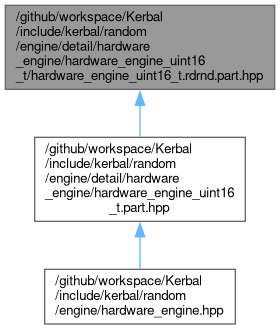 /github/workspace/Kerbal
/include/kerbal/random
/engine/detail/hardware
_engine/hardware_engine_uint16
_t/hardware_engine_uint16_t.rdrnd.part.hpp
/github/workspace/Kerbal
/include/kerbal/random
/engine/detail/hardware
_engine/hardware_engine_uint16
_t.part.hpp
/github/workspace/Kerbal
/include/kerbal/random
/engine/hardware_engine.hpp